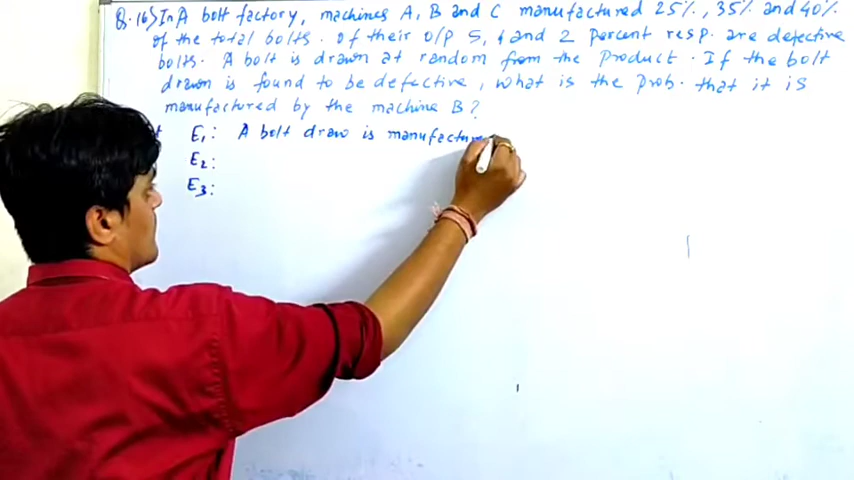 Q.16) In A bolt factory, machines A, B and C manufactured 25%, 35% and 40%
of the total bolts. of their o/p 5, 4 and 2 percent resp. are defective
bolts. A bolt is drawn at random from the product. If the bolt
drawn is found to be defective, what is the prob. that it is
manufactured by the machine B?
E1: A bolt draw is manufacture
E2:
E3: